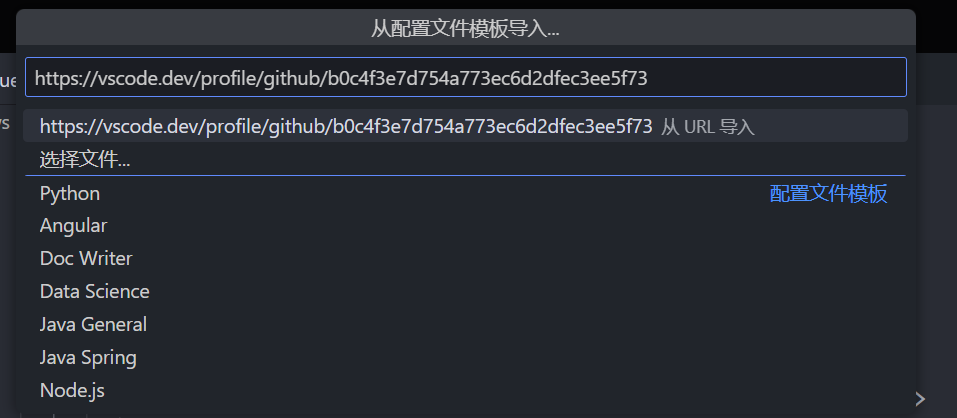 从配置文件模板导入...
https://vscode.dev/profile/github/b0c4f3e7d754a773ec6d2dfec3ee5f73
https://vscode.dev/profile/github/b0c4f3e7d754a773ec6d2dfec3ee5f73 从 URL 导入
选择文件...
Python 配置文件模板
Angular
Doc Writer
Data Science
Java General
Java Spring
Node.js